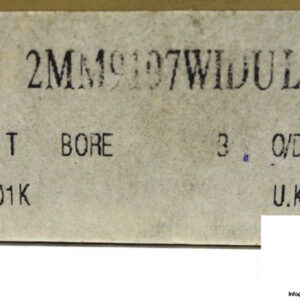 2MM9107WIDUL
T BORE 3 O/D
01K U.K